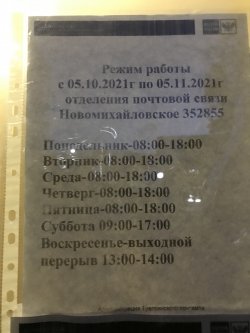 Режим работы
с 05.10.2021г по 05.11.2021г
отделения почтовой связи
Новомихайловское 352855
Понедельник-08:00-18:00
Вторник-08:00-18:00
Среда-08:00-18:00
Четверг-08:00-18:00
Пятница-08:00-18:00
Суббота 09:00-17:00
Воскресенье-выходной
перерыв 13:00-14:00